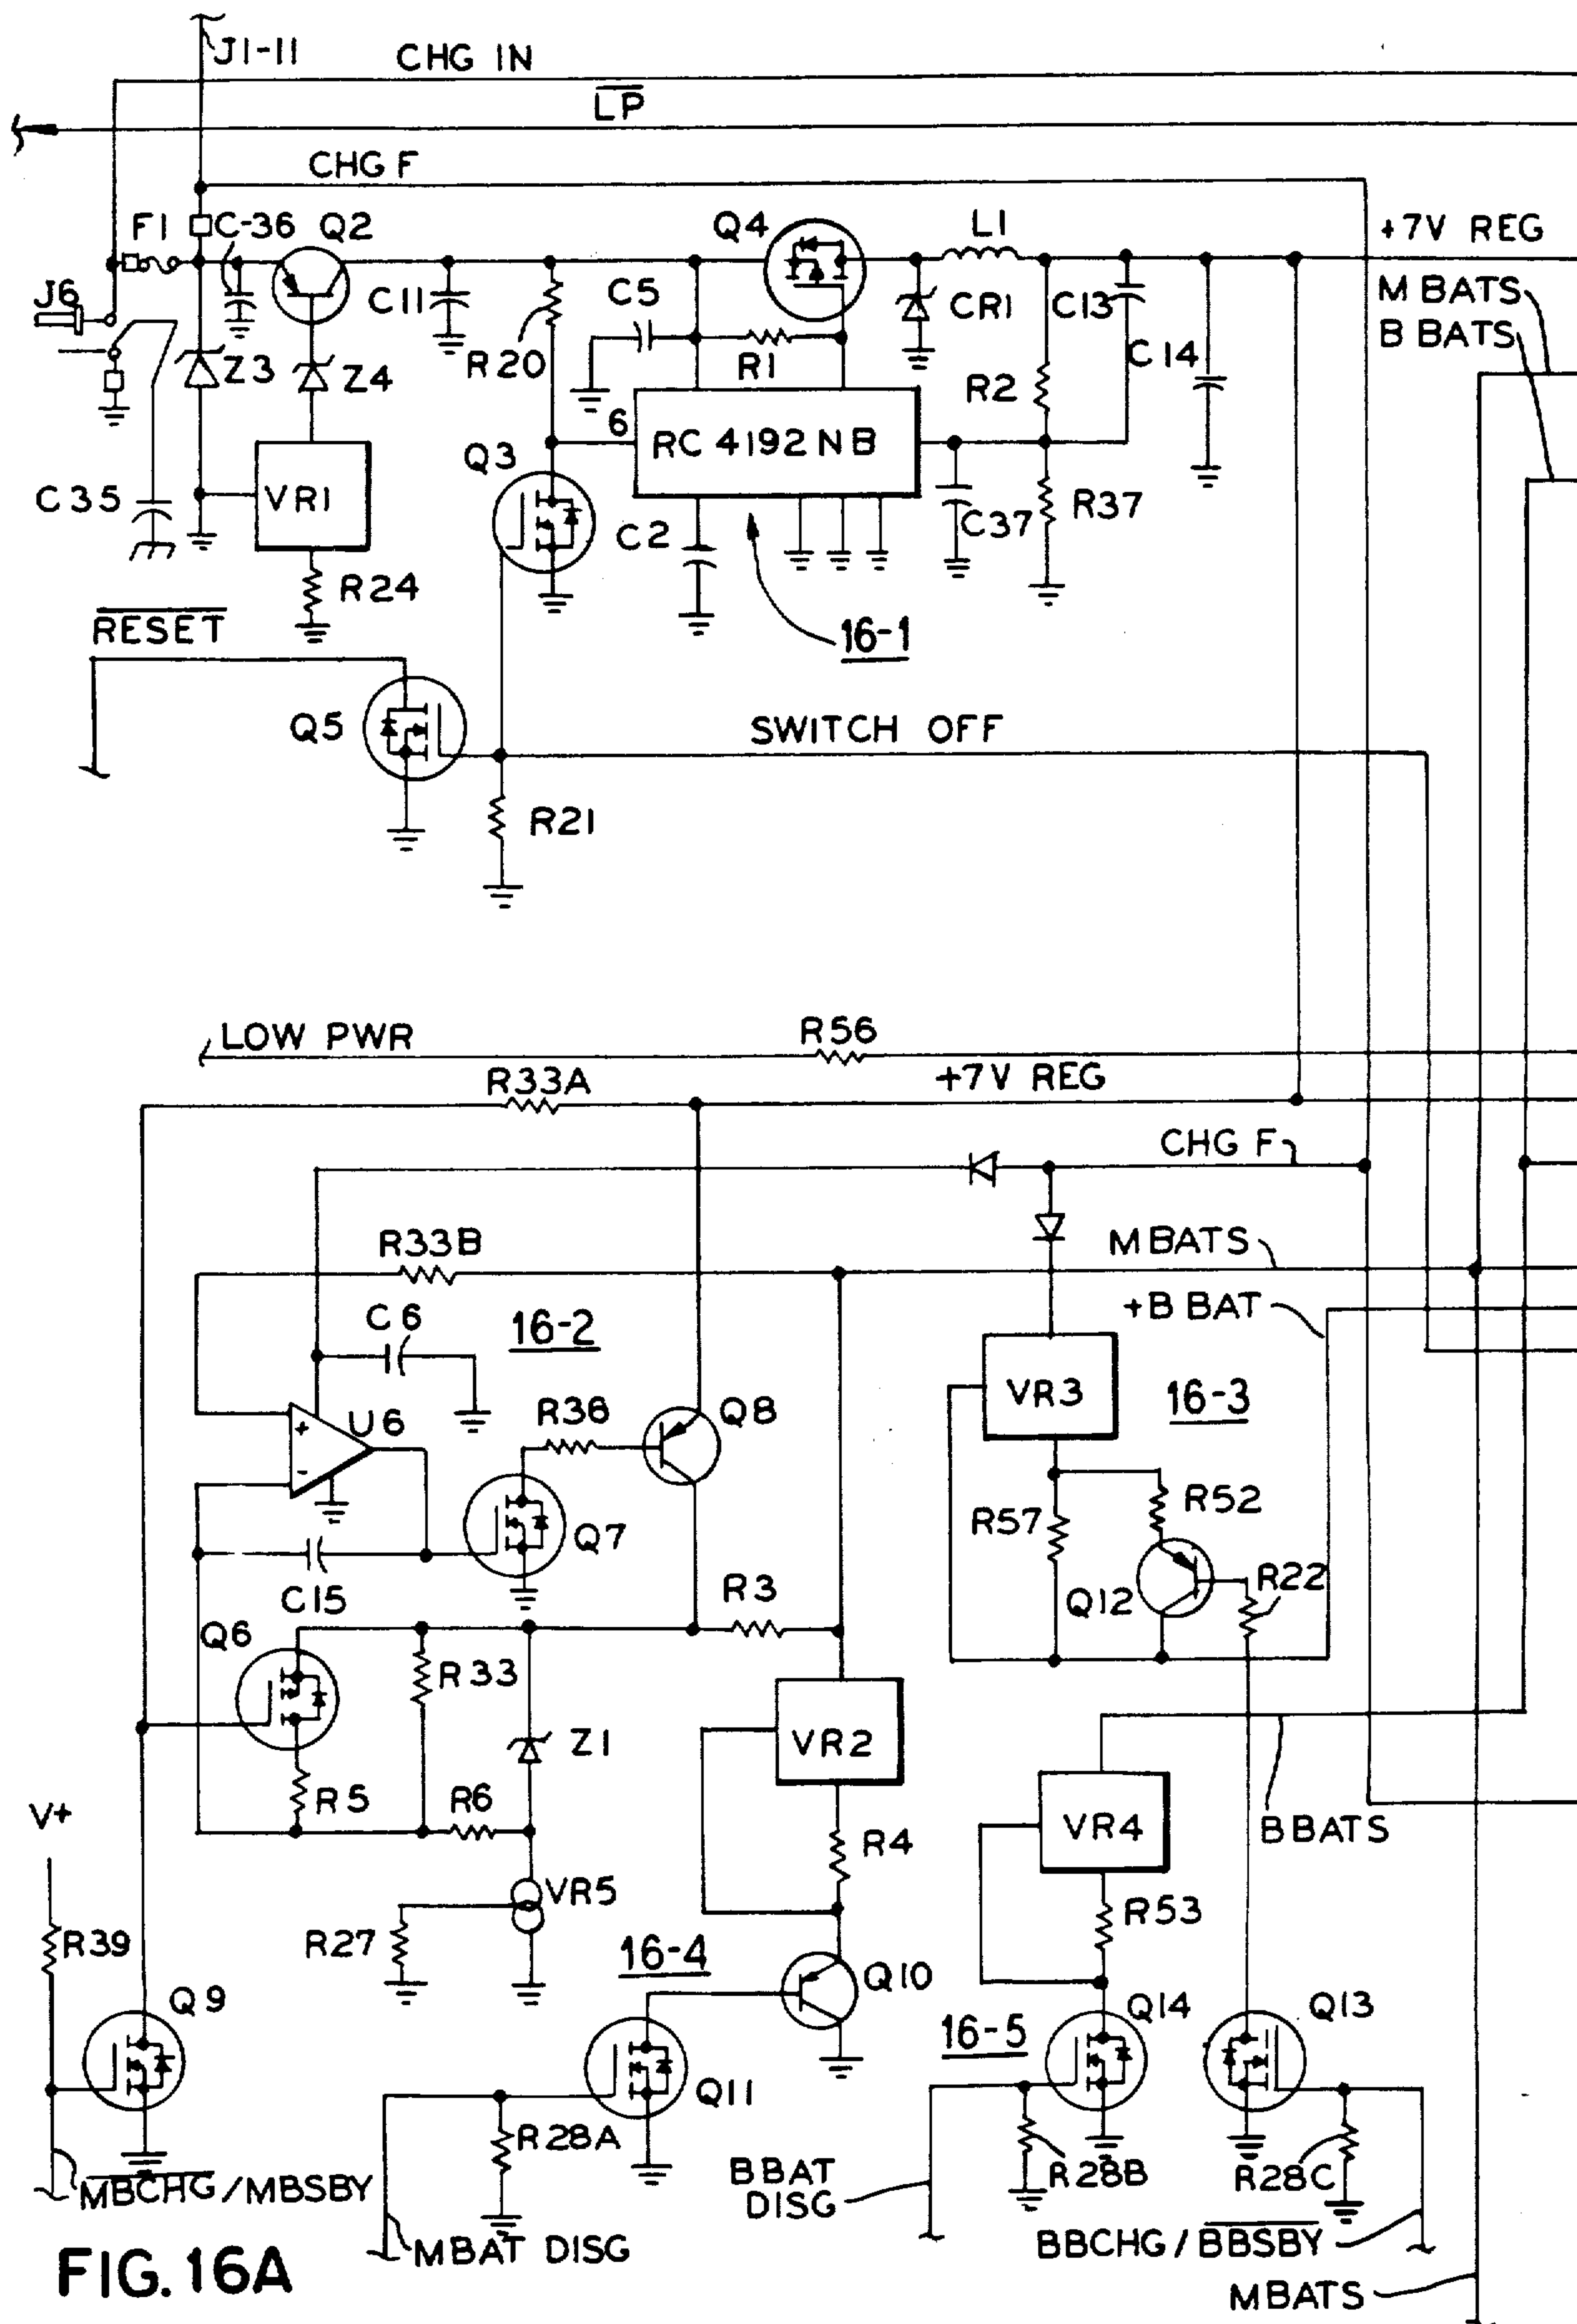 J1-11
CHG IN
L̅P̅
CHG F
F1
C-36
Q2
Q4
L1
+7V REG
J6
C11
C5
CR1
C13
M BATS
B BATS
Z3
Z4
R20
R1
R2
C14
6
RC 4192 NB
Q3
C35
VR1
C2
C37
R37
R24
R̅E̅S̅E̅T̅
16-1
Q5
SWITCH OFF
R21
LOW PWR
R56
R33A
+7V REG
CHG F
R33B
M BATS
C6
16-2
+B BAT
+
U6
-
R36
Q8
VR3
16-3
Q7
R57
R52
C15
R3
Q12
R22
Q6
R33
Z1
VR2
R5
R6
V+
R4
VR4
B BATS
VR5
R53
R39
R27
16-4
Q10
Q9
16-5
Q14
Q13
Q11
R28A
R28B
R28C
BBAT
DISG
M̅B̅C̅H̅G̅/MBSBY
MBAT DISG
BBCHG/B̅B̅S̅B̅Y̅
FIG. 16A
MBATS